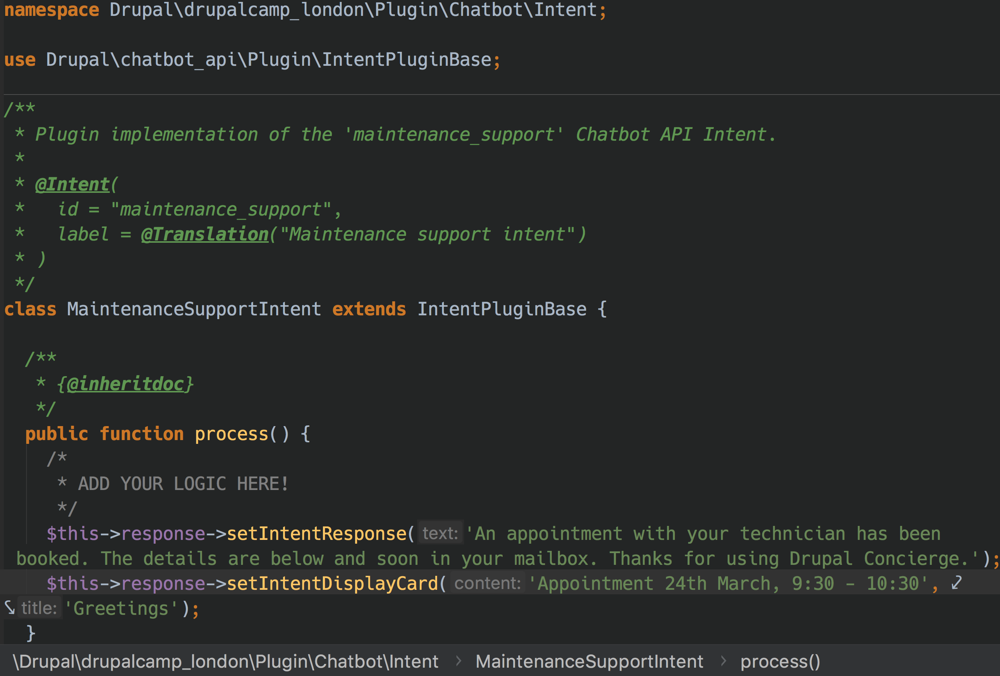 namespace Drupal\drupalcamp_london\Plugin\Chatbot\Intent;
use Drupal\chatbot_api\Plugin\IntentPluginBase;
/**
 * Plugin implementation of the 'maintenance_support' Chatbot API Intent.
 *
 * @Intent(
 *   id = "maintenance_support",
 *   label = @Translation("Maintenance support intent")
 * )
 */
class MaintenanceSupportIntent extends IntentPluginBase {
  /**
   * {@inheritdoc}
   */
  public function process() {
    /*
     * ADD YOUR LOGIC HERE!
     */
    $this->response->setIntentResponse( text: 'An appointment with your technician has been
 booked. The details are below and soon in your mailbox. Thanks for using Drupal Concierge.');
    $this->response->setIntentDisplayCard( content: 'Appointment 24th March, 9:30 - 10:30', ↙
↘ title: 'Greetings');
  }
\Drupal\drupalcamp_london\Plugin\Chatbot\Intent › MaintenanceSupportIntent › process()